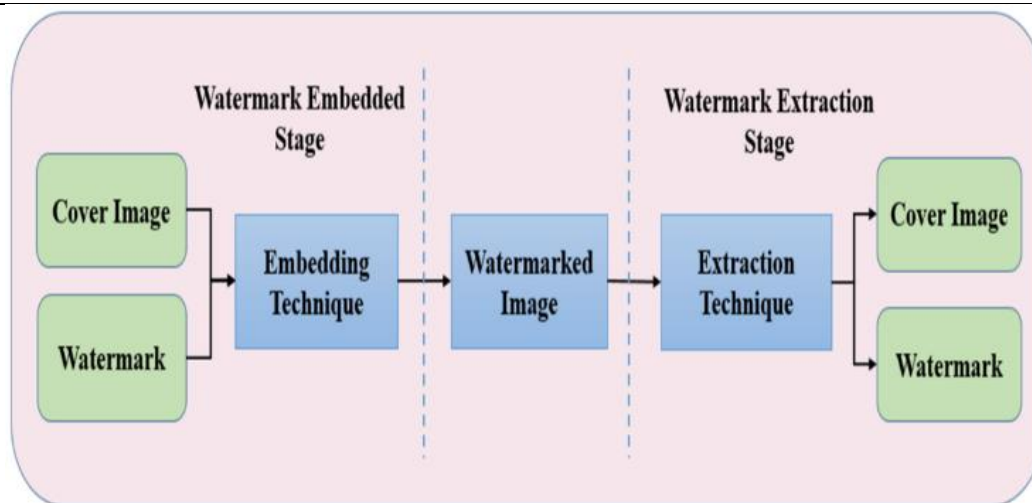 Watermark Embedded
Stage
Watermark Extraction
Stage
Cover Image
Watermark
Embedding
Technique
Watermarked
Image
Extraction
Technique
Cover Image
Watermark